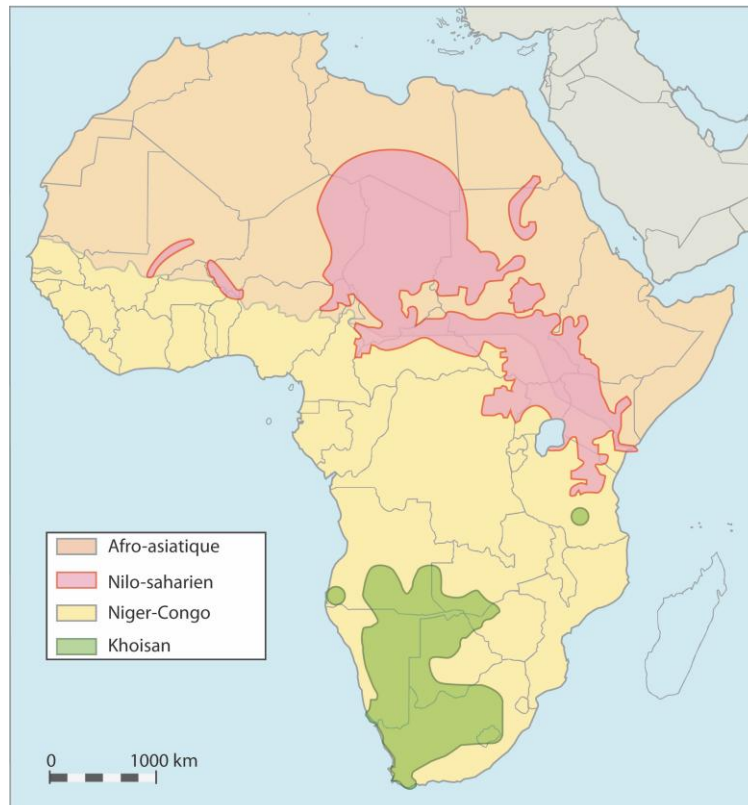 Afro-asiatique
Nilo-saharien
Niger-Congo
Khoisan
0 1000 km